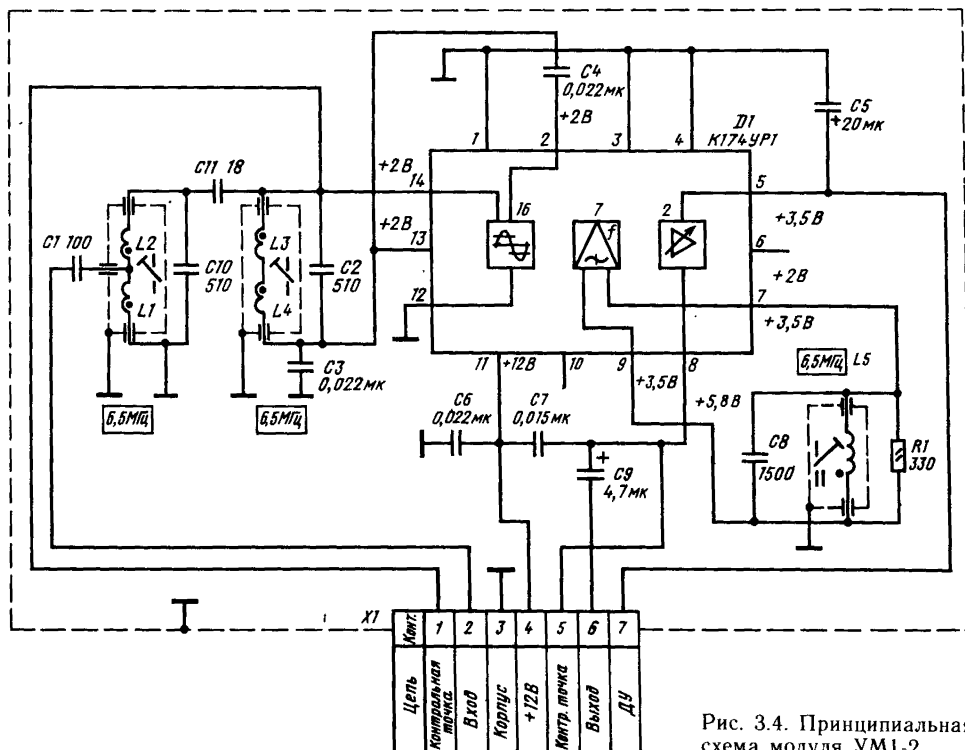 C4
0,022мк
+2В
C5
+20мк
D1
К174УР1
1
2
3
4
C11 18
+2В
14
16
7
f
2
5
+3,5В
C1 100
L2
L1
C10
510
L3
L4
C2
510
+2В
13
6
+2В
12
7
+3,5В
C3
0,022мк
11
+12В
10
9
8
+3,5В
+5,8В
6,5МГц
L5
6,5МГц
6,5МГц
C6
0,022мк
C7
0,015мк
+
C9
4,7мк
C8
1500
I
II
R1
330
X1
Конт.
1
2
3
4
5
6
7
Цепь
Контрольная точка
Вход
Корпус
+12В
Контр. точка
Выход
ДУ
Рис. 3.4. Принципиальная
схема модуля УМ1-2